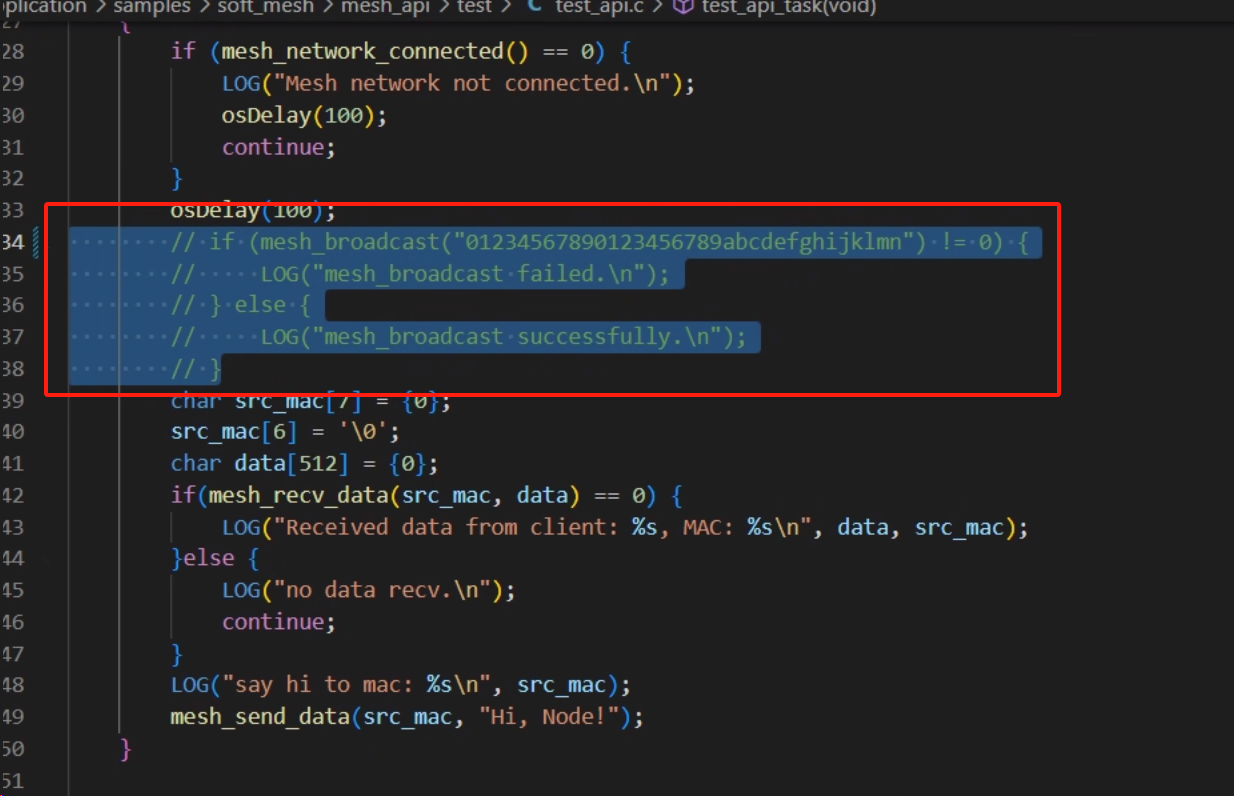 plication > samples > soft_mesh > mesh_api > test > C test_api.c > test_api_task(void)
27 {
28 if (mesh_network_connected() == 0) {
29 LOG("Mesh network not connected.\n");
30 osDelay(100);
31 continue;
32 }
33 osDelay(100);
34 // if (mesh_broadcast("01234567890123456789abcdefghijklmn") != 0) {
35 // LOG("mesh_broadcast failed.\n");
36 // } else {
37 // LOG("mesh_broadcast successfully.\n");
38 // }
39 char src_mac[7] = {0};
40 src_mac[6] = '\0';
41 char data[512] = {0};
42 if(mesh_recv_data(src_mac, data) == 0) {
43 LOG("Received data from client: %s, MAC: %s\n", data, src_mac);
44 }else {
45 LOG("no data recv.\n");
46 continue;
47 }
48 LOG("say hi to mac: %s\n", src_mac);
49 mesh_send_data(src_mac, "Hi, Node!");
50 }
51